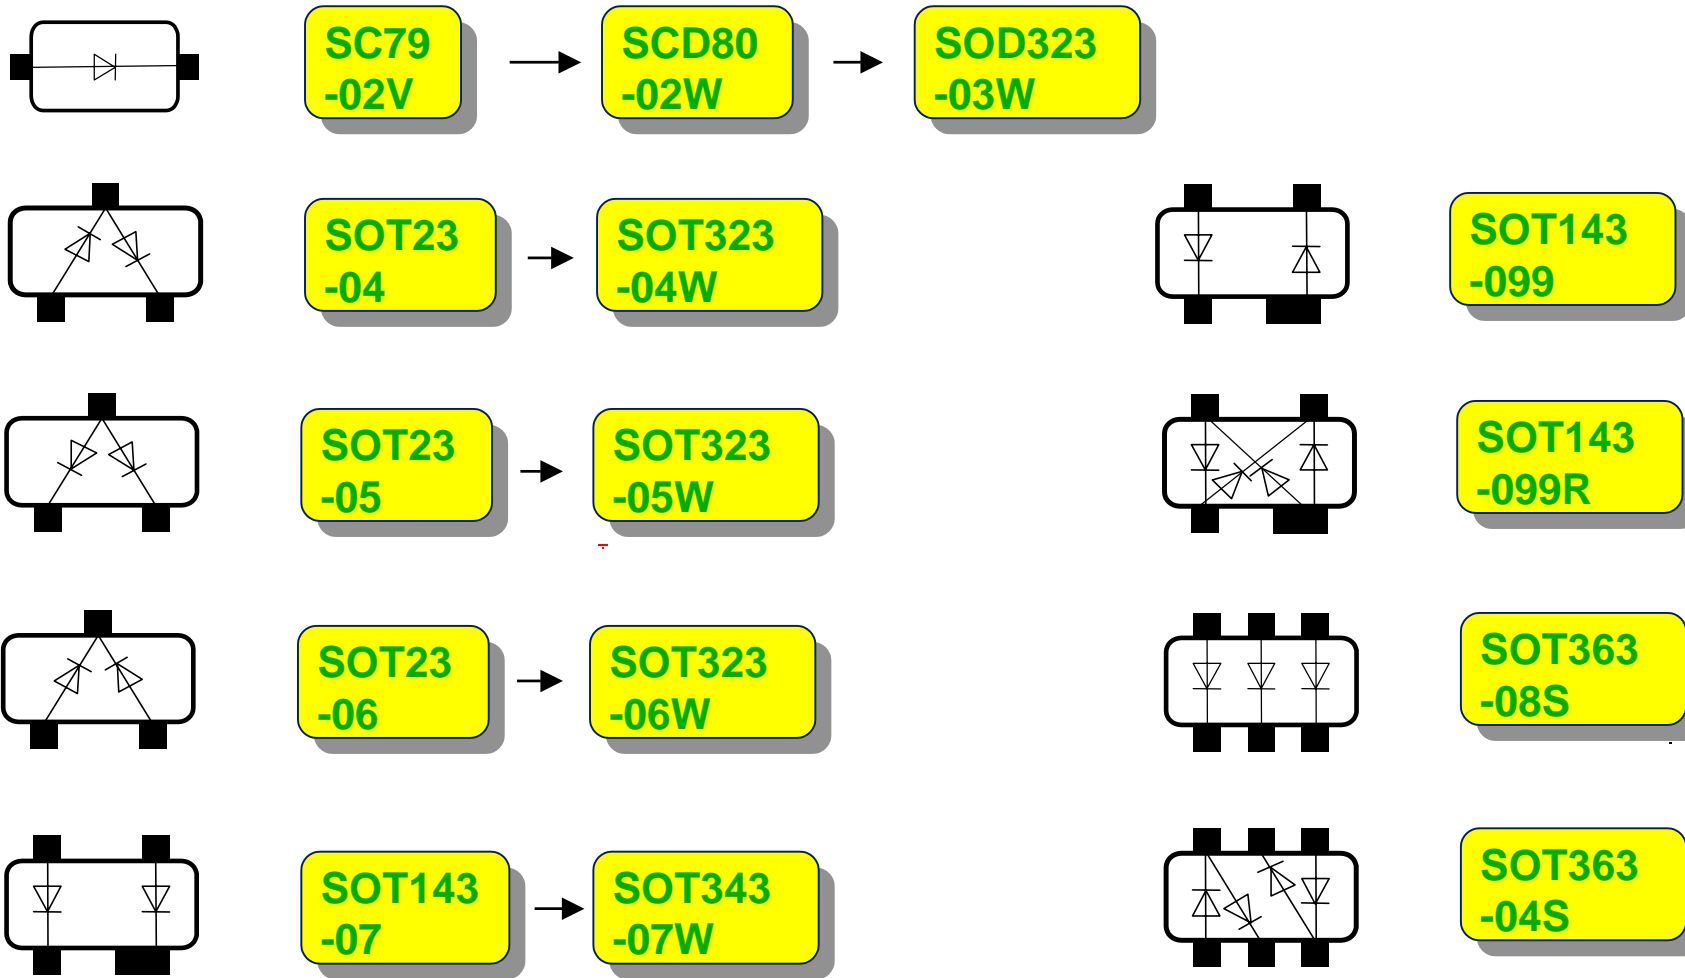 SC79
-02V
SCD80
-02W
SOD323
-03W
SOT23
-04
SOT323
-04W
SOT143
-099
SOT23
-05
SOT323
-05W
SOT143
-099R
SOT23
-06
SOT323
-06W
SOT363
-08S
SOT143
-07
SOT343
-07W
SOT363
-04S